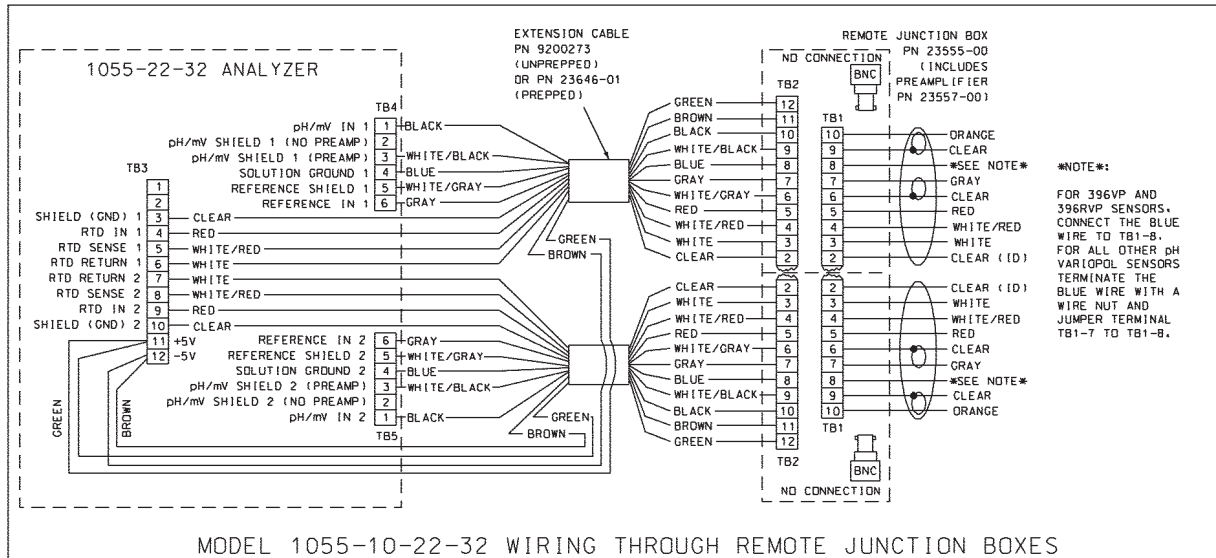 EXTENSION CABLE
PN 9200273
(UNPREPPED)
OR PN 23646-01
(PREPPED)
REMOTE JUNCTION BOX
PN 23555-00
(INCLUDES
PREAMPLIFIER
PN 23557-00)
NO CONNECTION
BNC
1055-22-32 ANALYZER
TB4
pH/mV IN 1 1 BLACK
pH/mV SHIELD 1 (NO PREAMP) 2
pH/mV SHIELD 1 (PREAMP) 3 WHITE/BLACK
SOLUTION GROUND 1 4 BLUE
REFERENCE SHIELD 1 5 WHITE/GRAY
REFERENCE IN 1 6 GRAY
TB3
1
2
SHIELD (GND) 1 3 CLEAR
RTD IN 1 4 RED
RTD SENSE 1 5 WHITE/RED
RTD RETURN 1 6 WHITE
RTD RETURN 2 7 WHITE
RTD SENSE 2 8 WHITE/RED
RTD IN 2 9 RED
SHIELD (GND) 2 10 CLEAR
11 +5V
12 -5V
GREEN
BROWN
REFERENCE IN 2 6 GRAY
REFERENCE SHIELD 2 5 WHITE/GRAY
SOLUTION GROUND 2 4 BLUE
pH/mV SHIELD 2 (PREAMP) 3 WHITE/BLACK
pH/mV SHIELD 2 (NO PREAMP) 2
pH/mV IN 2 1 BLACK
TB5
GREEN
BROWN
GREEN
BROWN
TB2
GREEN 12
BROWN 11
BLACK 10
WHITE/BLACK 9
BLUE 8
GRAY 7
WHITE/GRAY 6
RED 5
WHITE/RED 4
WHITE 3
CLEAR 2
TB1
10 ORANGE
9 CLEAR
8 *SEE NOTE*
7 GRAY
6 CLEAR
5 RED
4 WHITE/RED
3 WHITE
2 CLEAR (ID)
CLEAR 2
WHITE 3
WHITE/RED 4
RED 5
WHITE/GRAY 6
GRAY 7
BLUE 8
WHITE/BLACK 9
BLACK 10
BROWN 11
GREEN 12
TB2
2 CLEAR (ID)
3 WHITE
4 WHITE/RED
5 RED
6 CLEAR
7 GRAY
8 *SEE NOTE*
9 CLEAR
10 ORANGE
TB1
BNC
NO CONNECTION
*NOTE*:
FOR 396VP AND
396RVP SENSORS,
CONNECT THE BLUE
WIRE TO TB1-8.
FOR ALL OTHER pH
VARIOPOL SENSORS
TERMINATE THE
BLUE WIRE WITH A
WIRE NUT AND
JUMPER TERMINAL
TB1-7 TO TB1-8.
MODEL 1055-10-22-32 WIRING THROUGH REMOTE JUNCTION BOXES